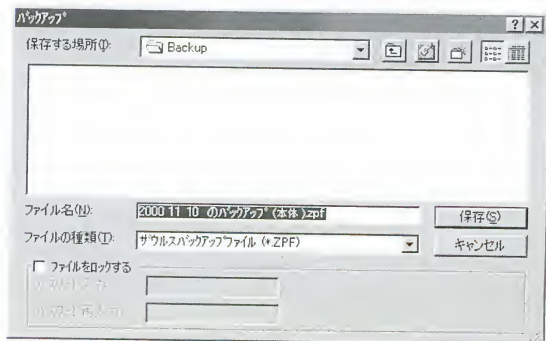 ﾊﾞｯｸｱｯﾌﾟ
保存する場所(I):
Backup
ファイル名(N):
2000 11 10 のﾊﾞｯｸｱｯﾌﾟ(本体).zpf
保存(S)
ファイルの種類(T):
ｻﾞｳﾙｽﾊﾞｯｸｱｯﾌﾟﾌｧｲﾙ (*.ZPF)
キャンセル
ファイルをロックする